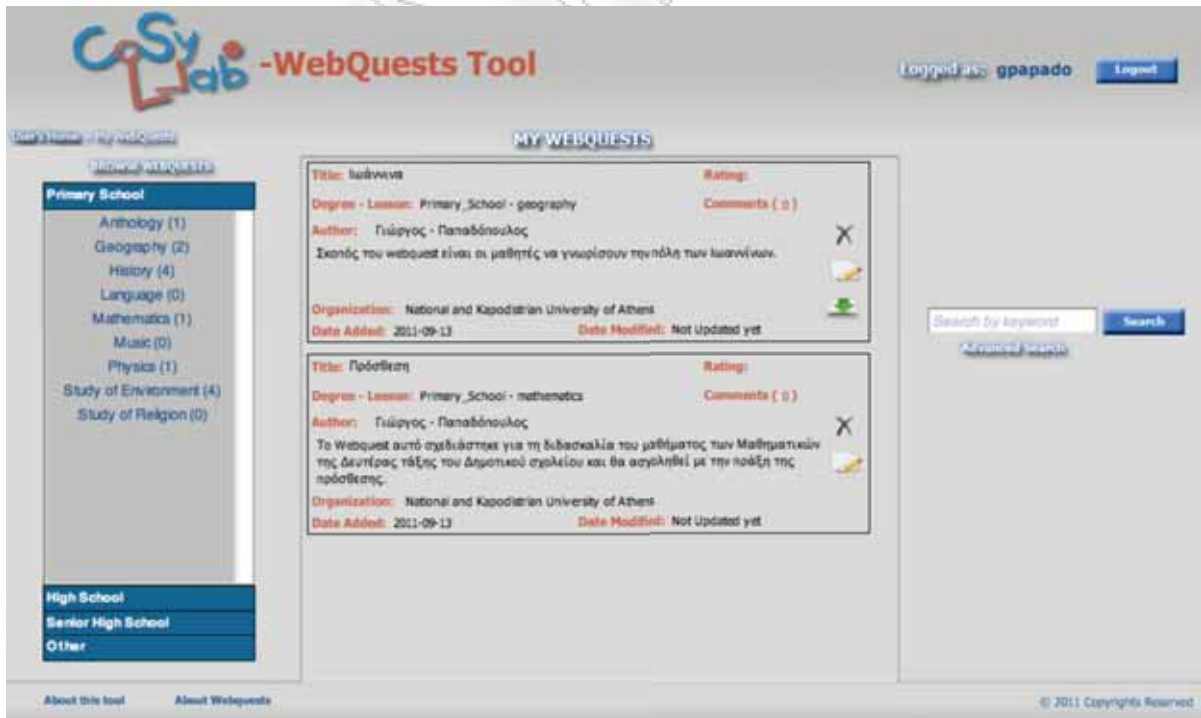 CoSy Lab -WebQuests Tool
Logged as: gpapado
Logout
User's Home - My WebQuests
MY WEBQUESTS
BROWSE WEBQUESTS
Primary School
Anthology (1)
Geography (2)
History (4)
Language (0)
Mathematics (1)
Music (0)
Physics (1)
Study of Environment (4)
Study of Religion (0)
High School
Senior High School
Other
Title: Ιωάννινα
Rating:
Degree - Lesson: Primary_School - geography
Comments ( 0 )
Author: Γιώργος - Παπαδόπουλος
Σκοπός του webquest είναι οι μαθητές να γνωρίσουν την πόλη των Ιωαννίνων.
Organization: National and Kapodistrian University of Athens
Date Added: 2011-09-13
Date Modified: Not Updated yet
Title: Πρόσθεση
Rating:
Degree - Lesson: Primary_School - mathematics
Comments ( 0 )
Author: Γιώργος - Παπαδόπουλος
Το Webquest αυτό σχεδιάστηκε για τη διδασκαλία του μαθήματος των Μαθηματικών
της Δευτέρας τάξης του Δημοτικού σχολείου και θα ασχοληθεί με την πράξη της
πρόσθεσης.
Organization: National and Kapodistrian University of Athens
Date Added: 2011-09-13
Date Modified: Not Updated yet
Search by keyword
Search
Advanced Search
About this tool
About Webquests
© 2011 Copyrights Reserved